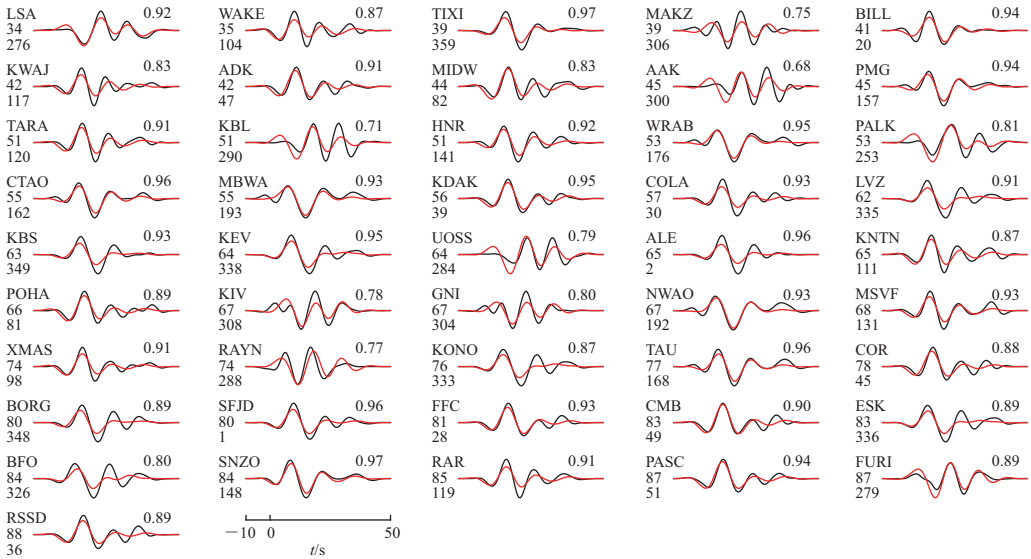 LSA 0.92
34
276
WAKE 0.87
35
104
TIXI 0.97
39
359
MAKZ 0.75
39
306
BILL 0.94
41
20
KWAJ 0.83
42
117
ADK 0.91
42
47
MIDW 0.83
44
82
AAK 0.68
45
300
PMG 0.94
45
157
TARA 0.91
51
120
KBL 0.71
51
290
HNR 0.92
51
141
WRAB 0.95
53
176
PALK 0.81
53
253
CTAO 0.96
55
162
MBWA 0.93
55
193
KDAK 0.95
56
39
COLA 0.93
57
30
LVZ 0.91
62
335
KBS 0.93
63
349
KEV 0.95
64
338
UOSS 0.79
64
284
ALE 0.96
65
2
KNTN 0.87
65
111
POHA 0.89
66
81
KIV 0.78
67
308
GNI 0.80
67
304
NWAO 0.93
67
192
MSVF 0.93
68
131
XMAS 0.91
74
98
RAYN 0.77
74
288
KONO 0.87
76
333
TAU 0.96
77
168
COR 0.88
78
45
BORG 0.89
80
348
SFJD 0.96
80
1
FFC 0.93
81
28
CMB 0.90
83
49
ESK 0.89
83
336
BFO 0.80
84
326
SNZO 0.97
84
148
RAR 0.91
85
119
PASC 0.94
87
51
FURI 0.89
87
279
RSSD 0.89
88
36
−10 0 50
t/s